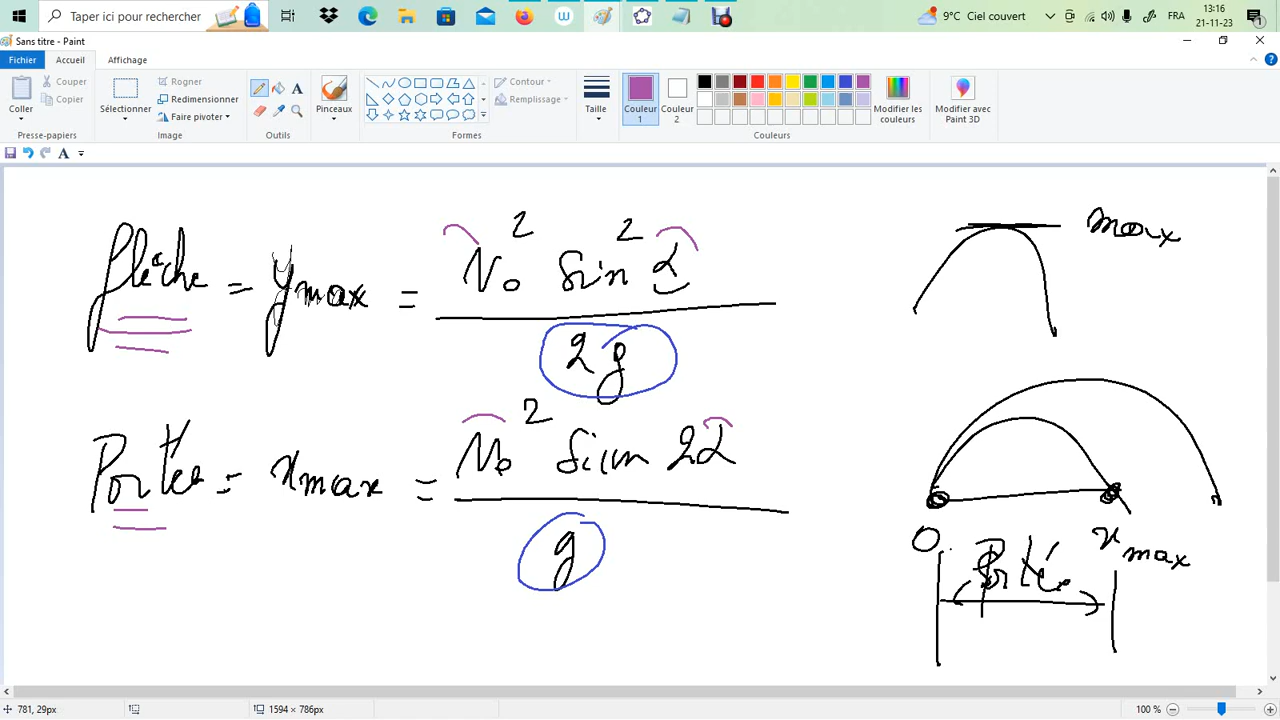 Taper ici pour rechercher
9°C Ciel couvert
FRA
13:16
21-11-23
1
Sans titre - Paint
Fichier Accueil Affichage
Coller
Couper
Copier
Presse-papiers
Sélectionner
Rogner
Redimensionner
Faire pivoter
Image
A
Outils
Pinceaux
Contour
Remplissage
Formes
Taille
Couleur 1
Couleur 2
Couleurs
Modifier les couleurs
Modifier avec Paint 3D
A
flèche = ymax = V₀² sin² α / 2g
max
Portée = xmax = V₀² sin 2α / g
O
xmax
Portée
781, 29px
1594 × 786px
100 %